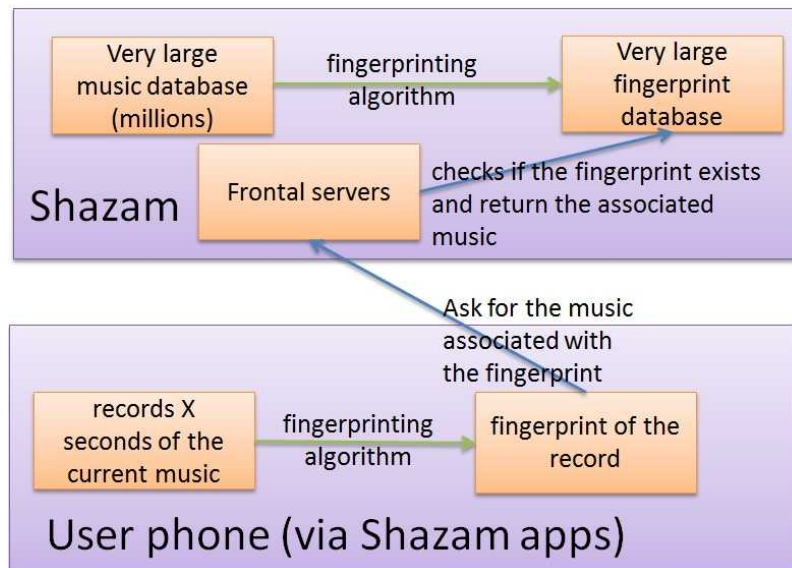 Very large
music database
(millions)
fingerprinting
algorithm
Very large
fingerprint
database
Shazam
Frontal servers
checks if the fingerprint exists
and return the associated
music
Ask for the music
associated with
the fingerprint
records X
seconds of the
current music
fingerprinting
algorithm
fingerprint of the
record
User phone (via Shazam apps)